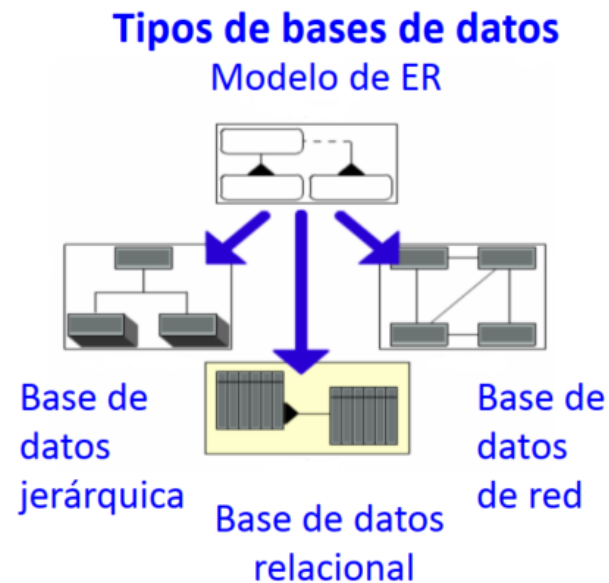 Tipos de bases de datos
Modelo de ER
Base de
datos
jerárquica
Base de datos
relacional
Base de
datos
de red